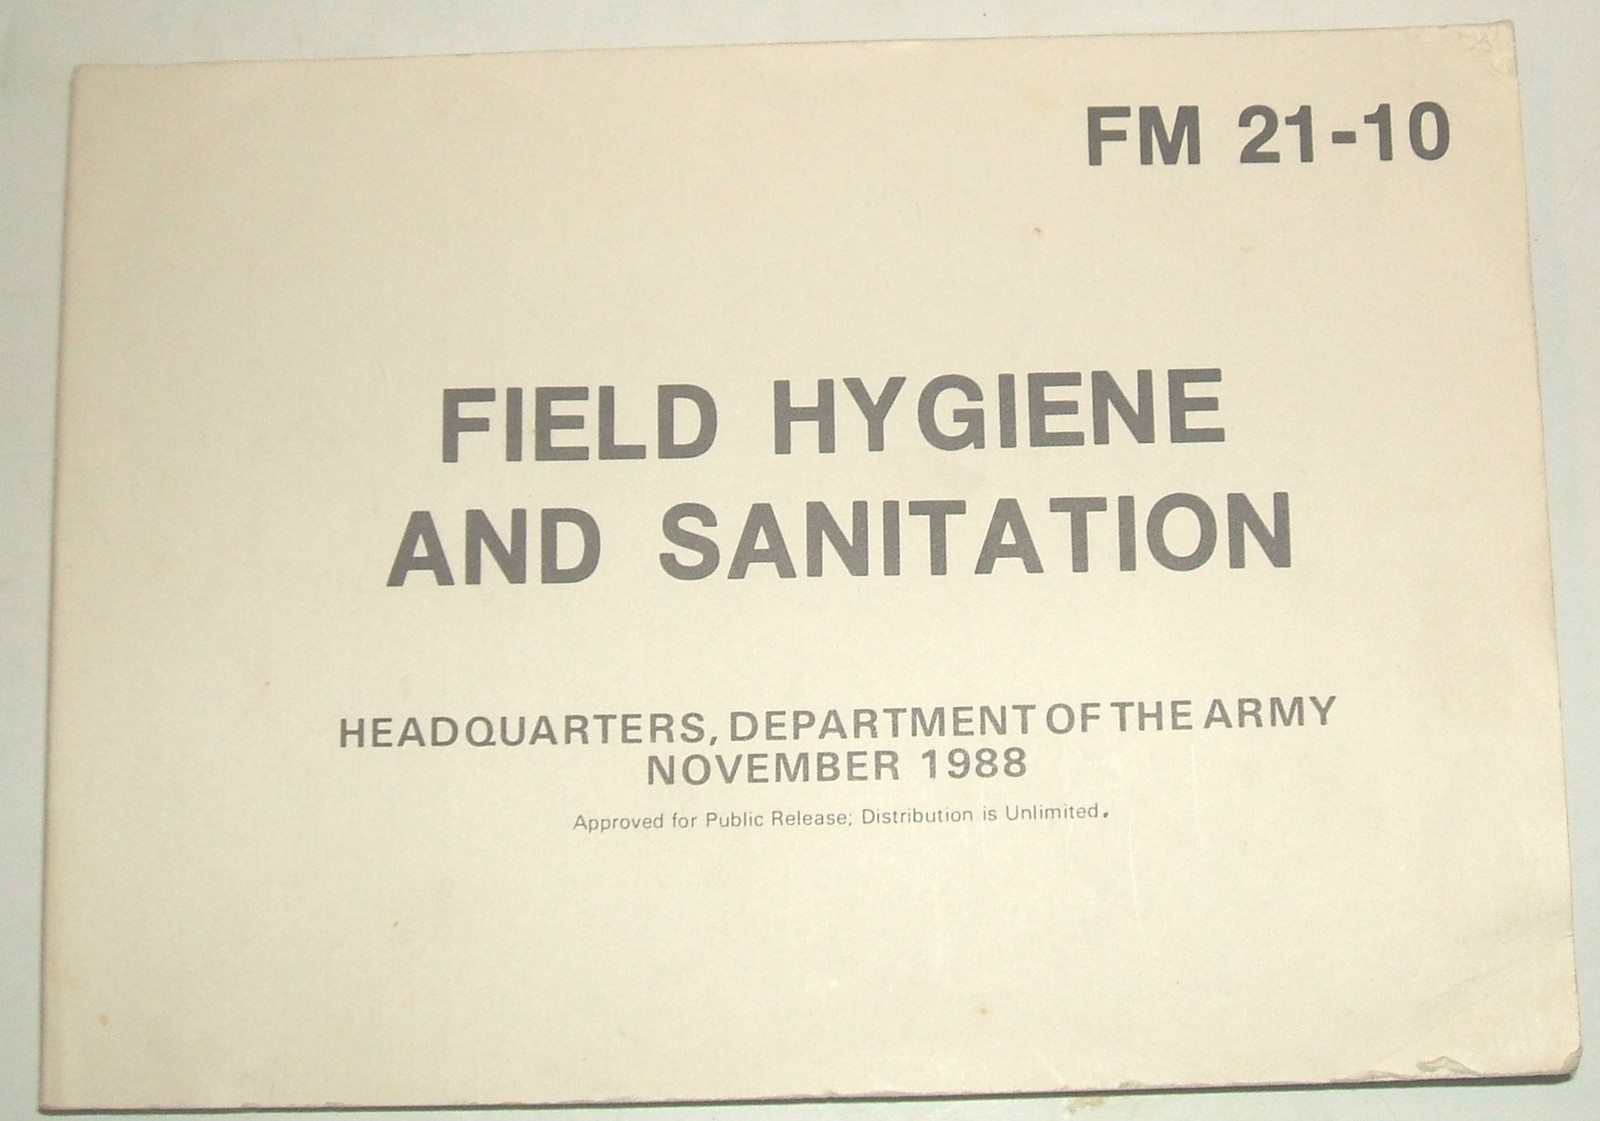 FM 21-10
FIELD HYGIENE
AND SANITATION
HEADQUARTERS, DEPARTMENT OF THE ARMY
NOVEMBER 1988
Approved for Public Release; Distribution is Unlimited.